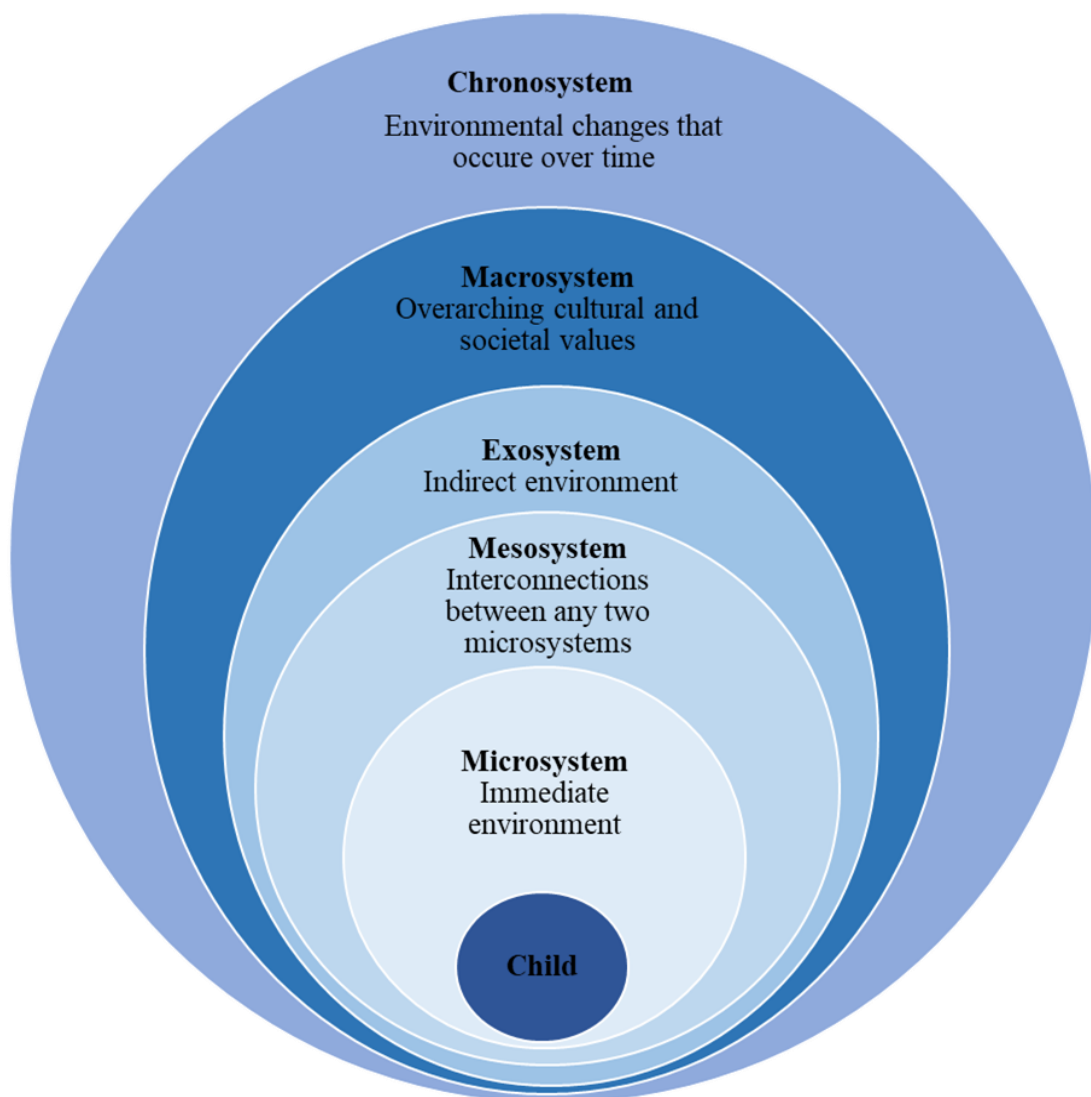 Chronosystem
Environmental changes that
occure over time
Macrosystem
Overarching cultural and
societal values
Exosystem
Indirect environment
Mesosystem
Interconnections
between any two
microsystems
Microsystem
Immediate
environment
Child